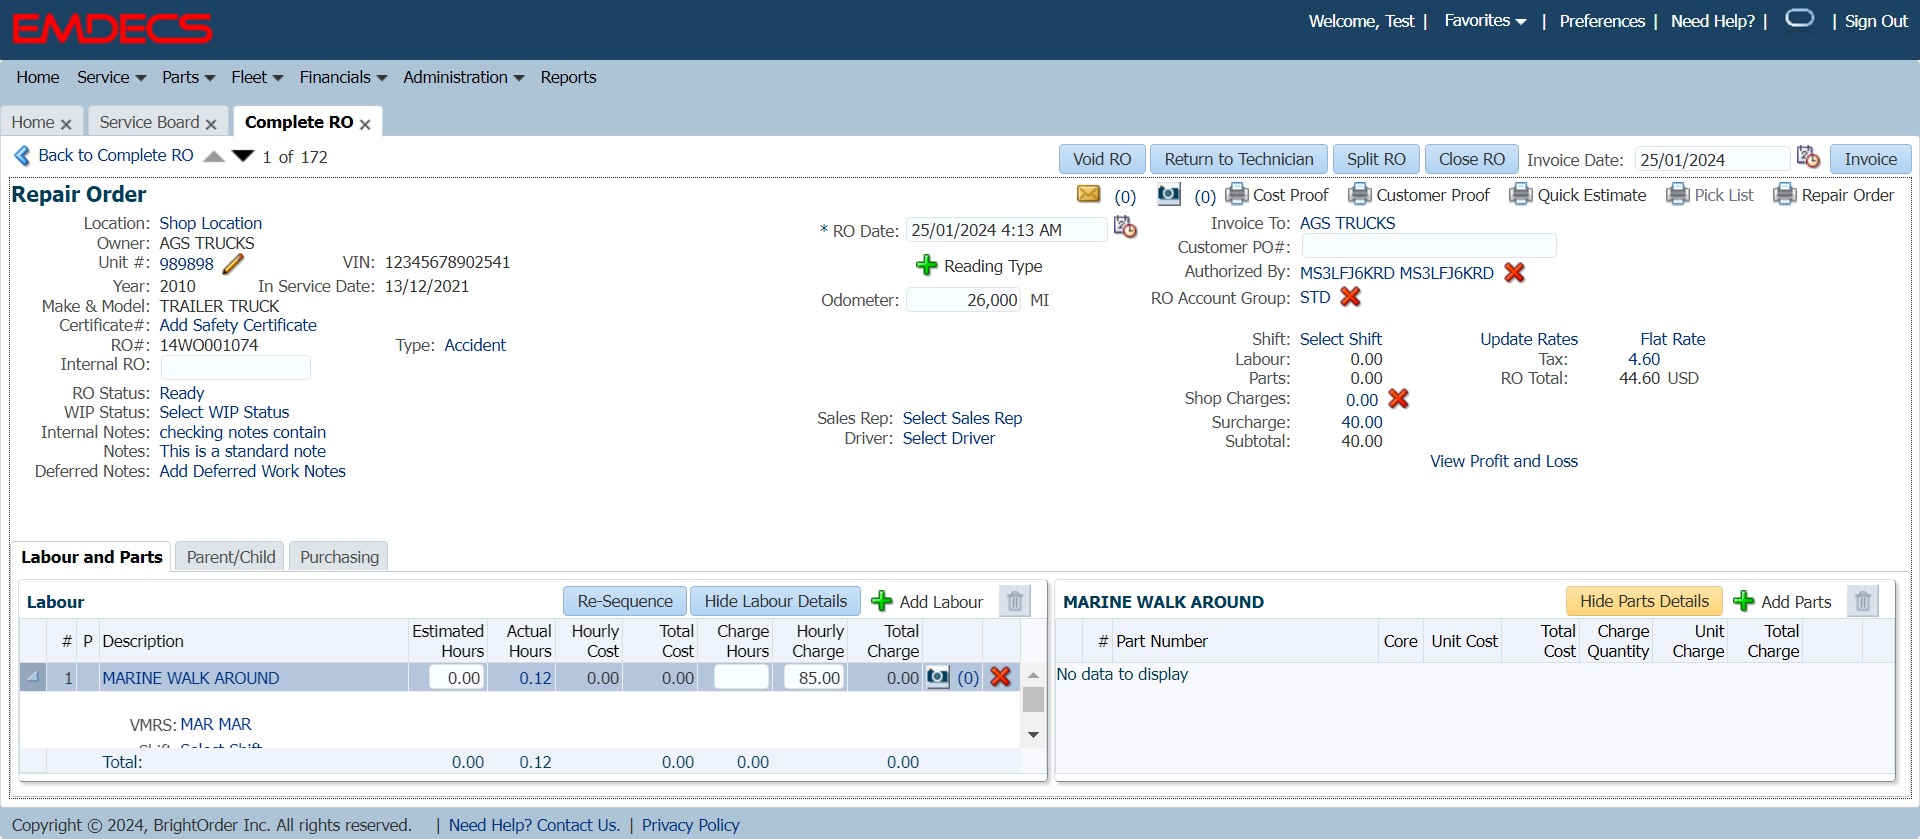 EMDECS
Welcome, Test | Favorites | Preferences | Need Help? | | Sign Out
Home Service Parts Fleet Financials Administration Reports
Home Service Board Complete RO
Back to Complete RO 1 of 172 Void RO Return to Technician Split RO Close RO Invoice Date: 25/01/2024 Invoice
Repair Order (0) (0) Cost Proof Customer Proof Quick Estimate Pick List Repair Order
Location: Shop Location
Owner: AGS TRUCKS
Unit #: 989898 VIN: 12345678902541
Year: 2010 In Service Date: 13/12/2021
Make & Model: TRAILER TRUCK
Certificate#: Add Safety Certificate
RO#: 14WO001074 Type: Accident
Internal RO:
RO Status: Ready
WIP Status: Select WIP Status
Internal Notes: checking notes contain
Notes: This is a standard note
Deferred Notes: Add Deferred Work Notes
* RO Date: 25/01/2024 4:13 AM
Reading Type
Odometer: 26,000 MI
Sales Rep: Select Sales Rep
Driver: Select Driver
Invoice To: AGS TRUCKS
Customer PO#:
Authorized By: MS3LFJ6KRD MS3LFJ6KRD
RO Account Group: STD
Shift: Select Shift Update Rates Flat Rate
Labour: 0.00 Tax: 4.60
Parts: 0.00 RO Total: 44.60 USD
Shop Charges: 0.00
Surcharge: 40.00
Subtotal: 40.00
View Profit and Loss
Labour and Parts Parent/Child Purchasing
Labour Re-Sequence Hide Labour Details Add Labour
# P Description Estimated Hours Actual Hours Hourly Cost Total Cost Charge Hours Hourly Charge Total Charge
1 MARINE WALK AROUND 0.00 0.12 0.00 0.00 85.00 0.00 (0)
VMRS: MAR MAR
Shift: Select Shift
Total: 0.00 0.12 0.00 0.00 0.00
MARINE WALK AROUND Hide Parts Details Add Parts
# Part Number Core Unit Cost Total Cost Charge Quantity Unit Charge Total Charge
No data to display
Copyright © 2024, BrightOrder Inc. All rights reserved. | Need Help? Contact Us. | Privacy Policy